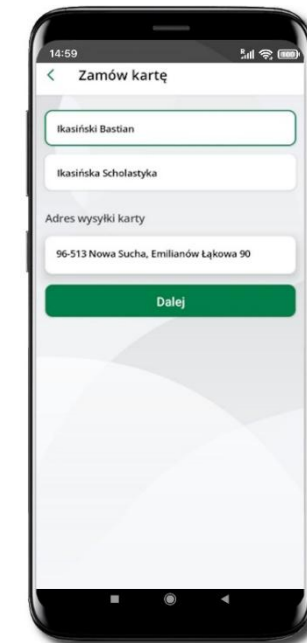 14:59
Zamów kartę
Ikasiński Bastian
Ikasińska Scholastyka
Adres wysyłki karty
96-513 Nowa Sucha, Emilianów Łąkowa 90
Dalej